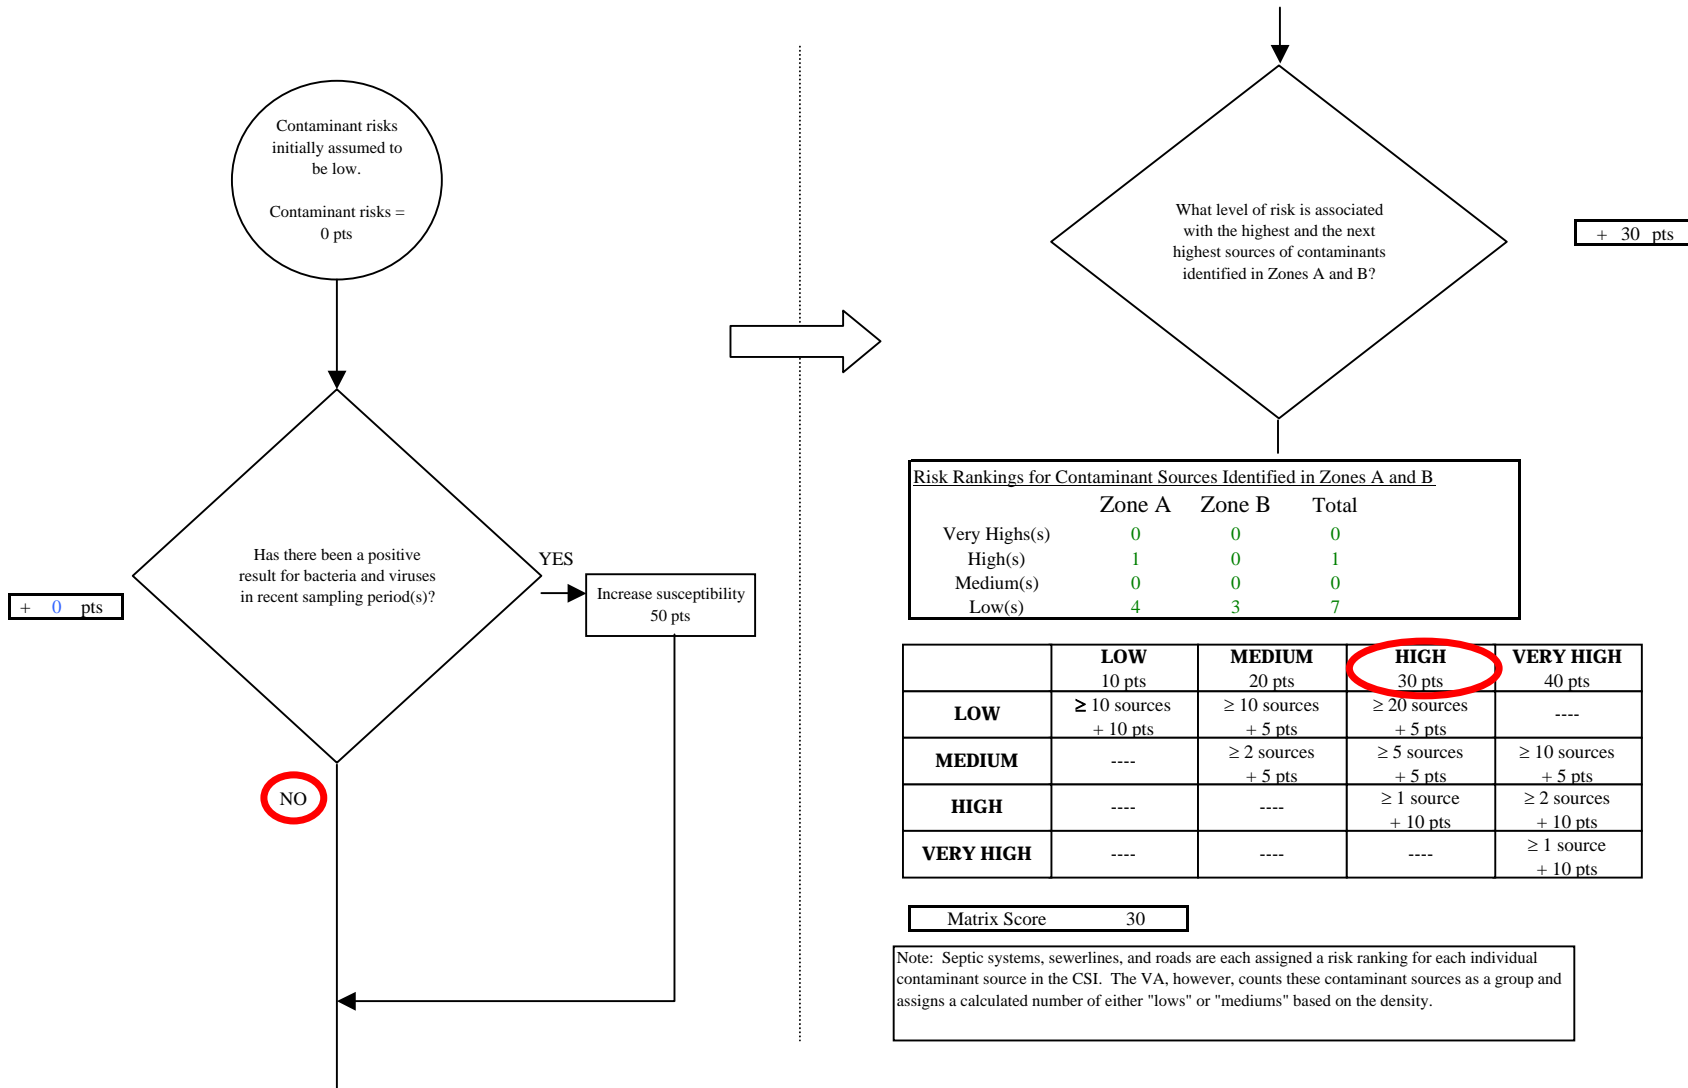 Contaminant risks
initially assumed to
be low.
Contaminant risks =
0 pts
Has there been a positive
result for bacteria and viruses
in recent sampling period(s)?
YES
Increase susceptibility
50 pts
+ 0 pts
NO
What level of risk is associated
with the highest and the next
highest sources of contaminants
identified in Zones A and B?
+ 30 pts
Risk Rankings for Contaminant Sources Identified in Zones A and B
Zone A Zone B Total
Very Highs(s) 0 0 0
High(s) 1 0 1
Medium(s) 0 0 0
Low(s) 4 3 7
LOW MEDIUM HIGH VERY HIGH
10 pts 20 pts 30 pts 40 pts
LOW ≥ 10 sources ≥ 10 sources ≥ 20 sources ----
+ 10 pts + 5 pts + 5 pts
MEDIUM ---- ≥ 2 sources ≥ 5 sources ≥ 10 sources
+ 5 pts + 5 pts + 5 pts
HIGH ---- ---- ≥ 1 source ≥ 2 sources
+ 10 pts + 10 pts
VERY HIGH ---- ---- ---- ≥ 1 source
+ 10 pts
Matrix Score 30
Note: Septic systems, sewerlines, and roads are each assigned a risk ranking for each individual
contaminant source in the CSI. The VA, however, counts these contaminant sources as a group and
assigns a calculated number of either "lows" or "mediums" based on the density.